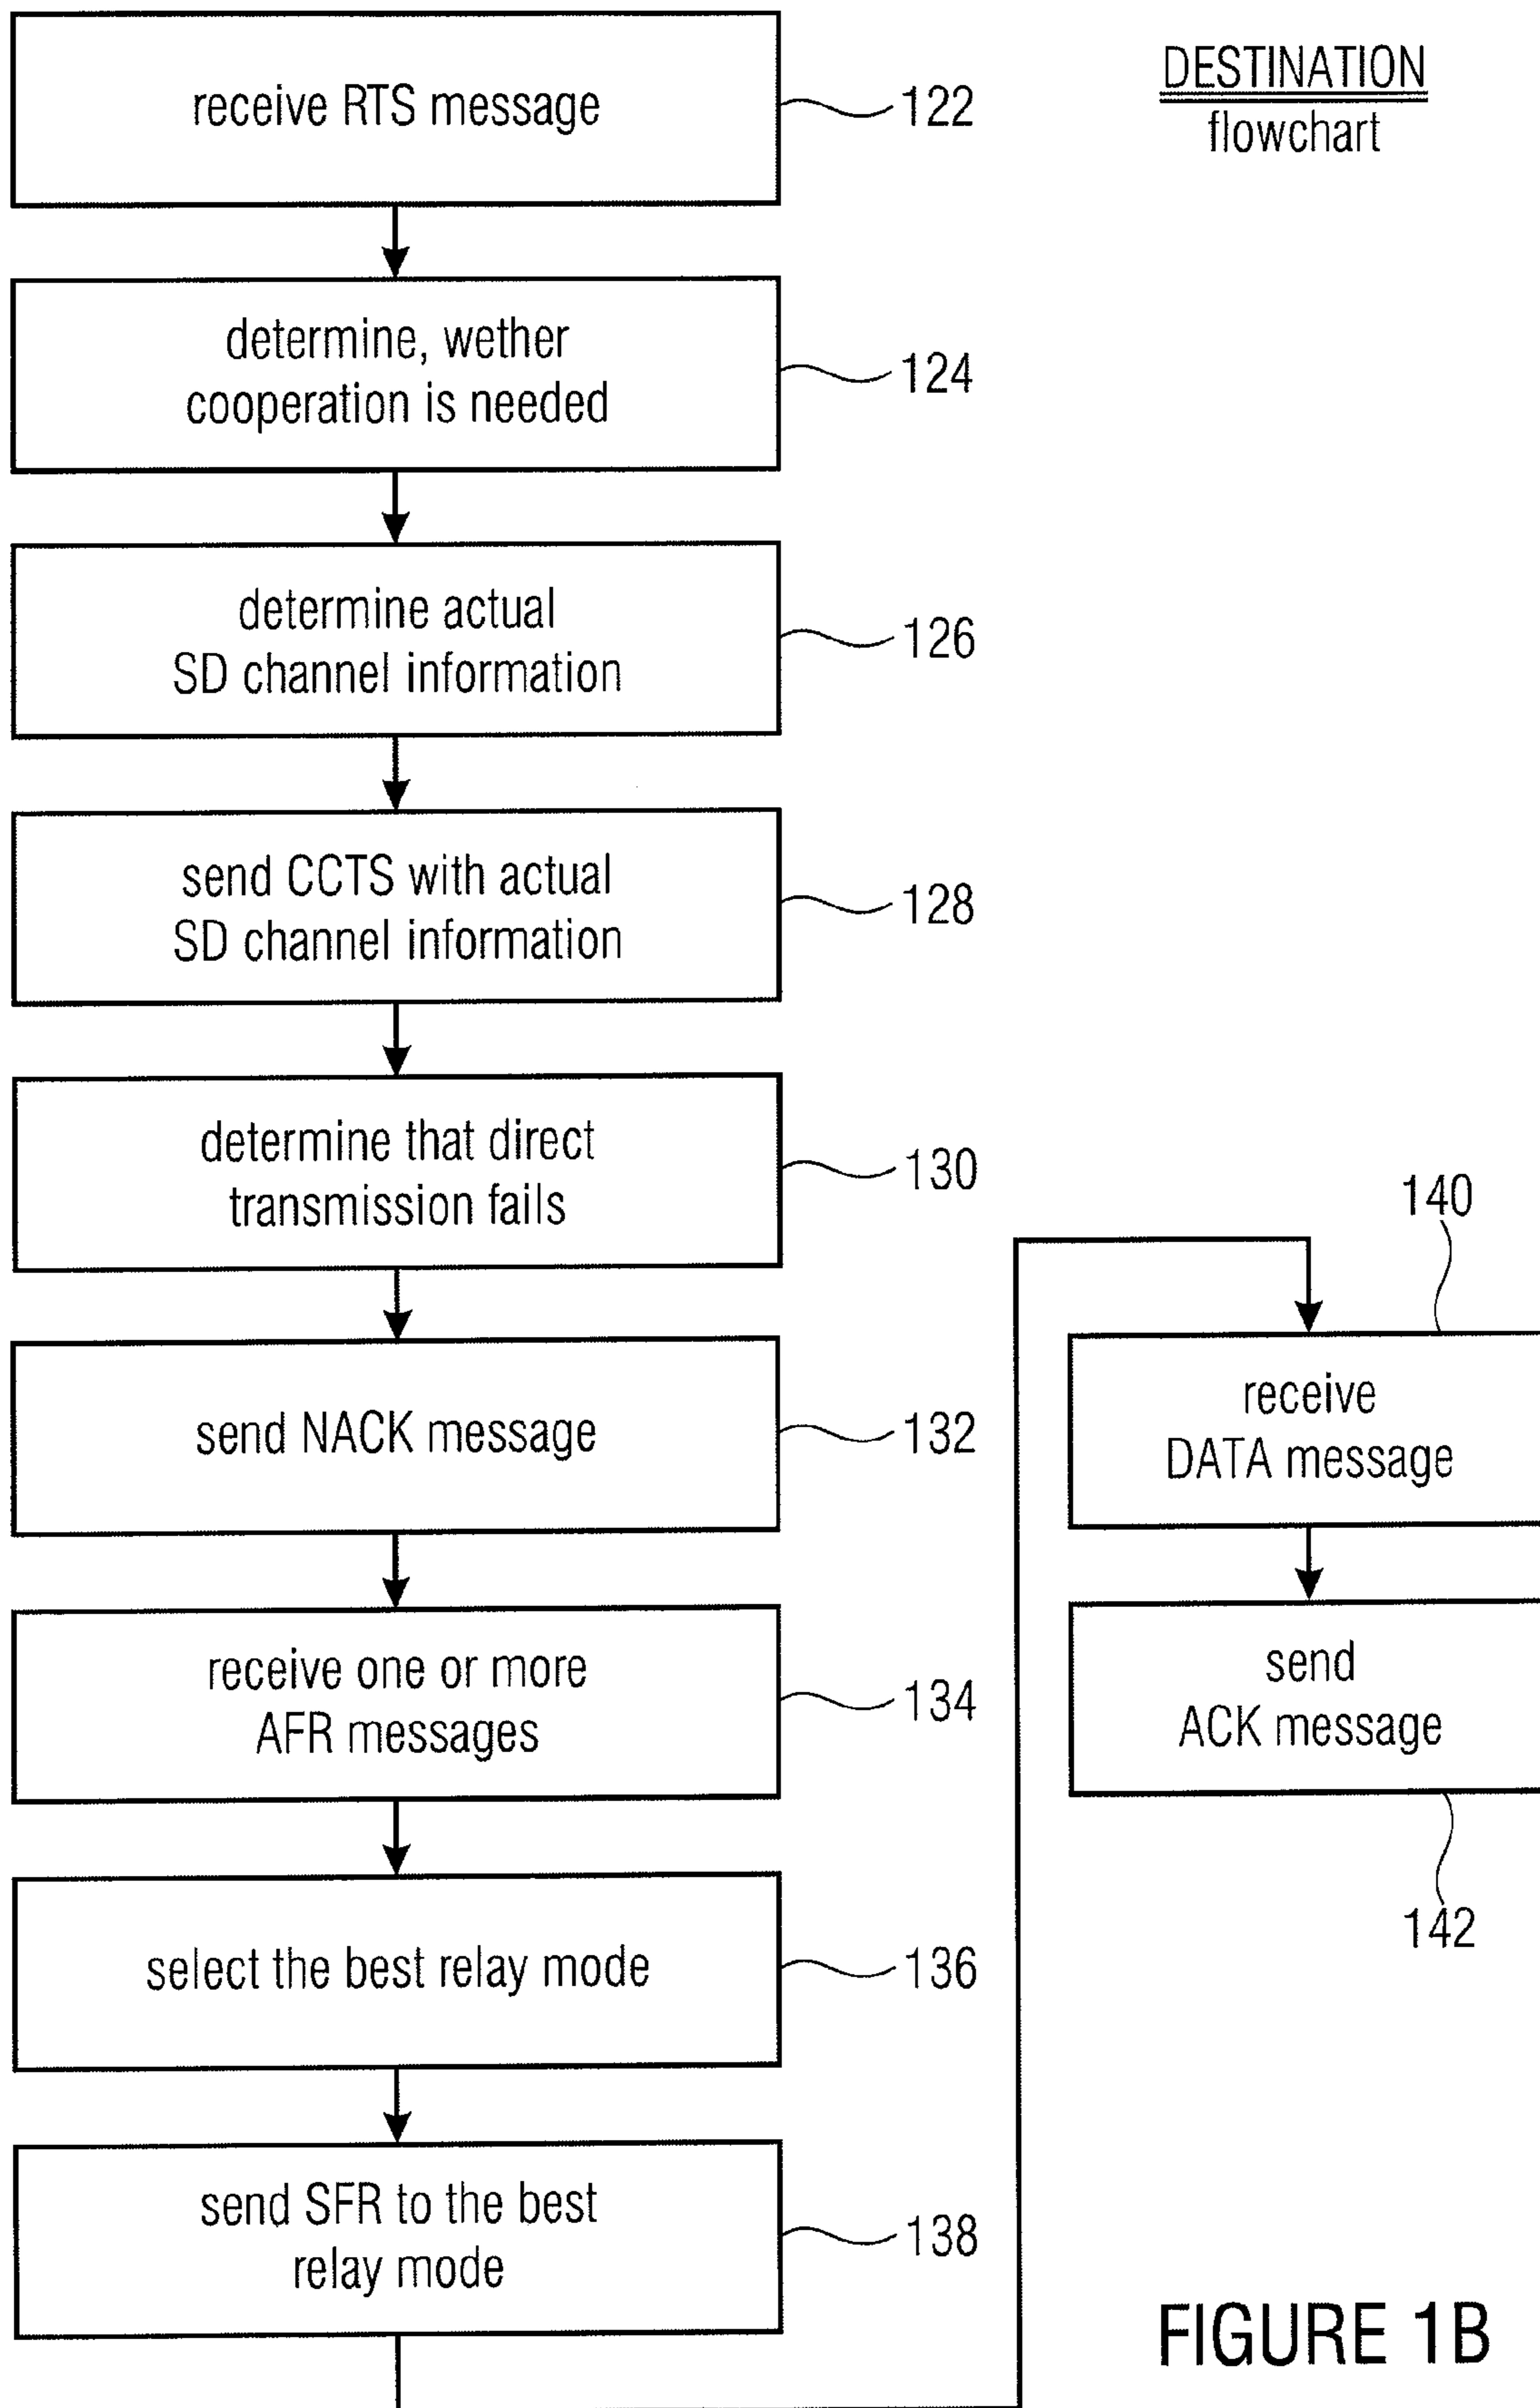 DESTINATION
flowchart
receive RTS message
122
determine, wether
cooperation is needed
124
determine actual
SD channel information
126
send CCTS with actual
SD channel information
128
determine that direct
transmission fails
130
send NACK message
132
receive one or more
AFR messages
134
select the best relay mode
136
send SFR to the best
relay mode
138
140
receive
DATA message
send
ACK message
142
FIGURE 1B